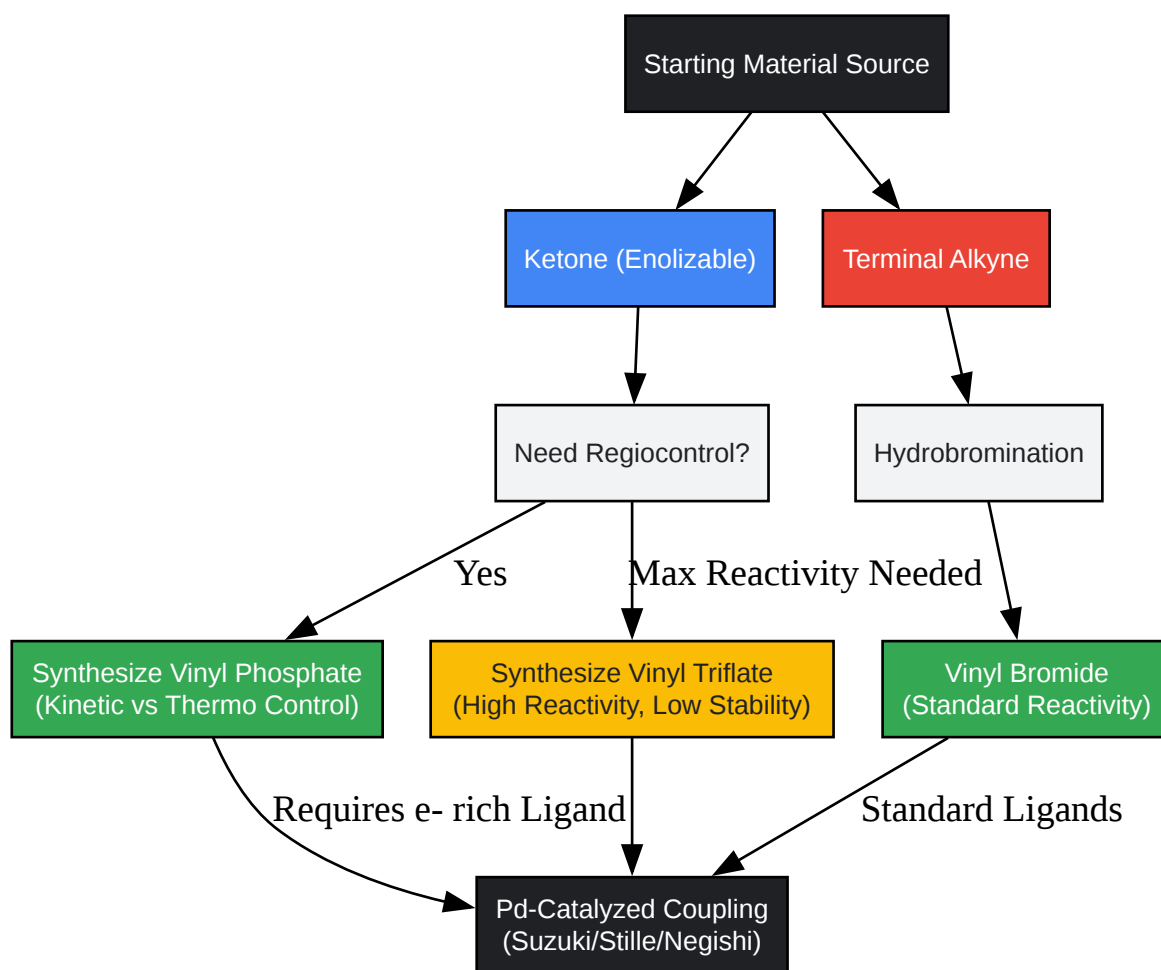 Starting Material Source
Ketone (Enolizable)
Terminal Alkyne
Need Regiocontrol?
Hydrobromination
Yes
Max Reactivity Needed
Synthesize Vinyl Phosphate
(Kinetic vs Thermo Control)
Synthesize Vinyl Triflate
(High Reactivity, Low Stability)
Vinyl Bromide
(Standard Reactivity)
Requires e- rich Ligand
Standard Ligands
Pd-Catalyzed Coupling
(Suzuki/Stille/Negishi)